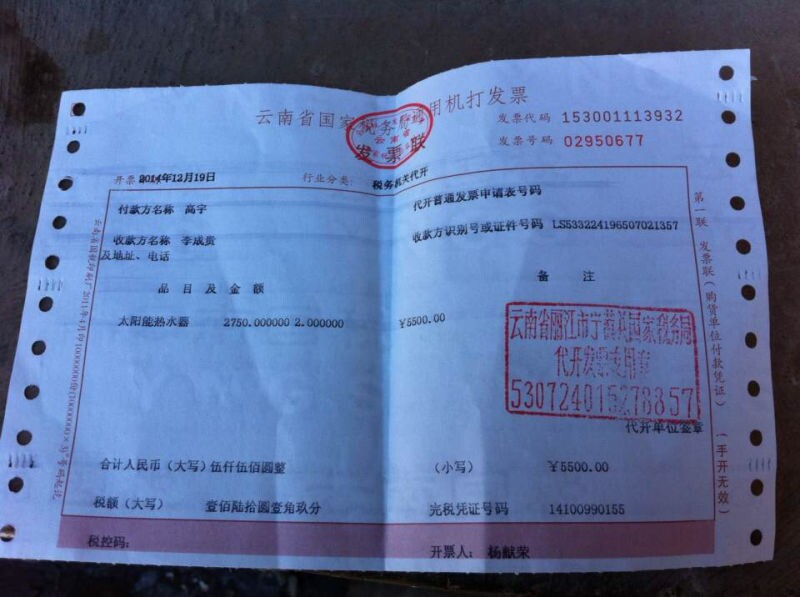 云南省国家税务局通用机打发票
发票联
发票代码 153001113932
发票号码 02950677
开票 2014年12月19日
行业分类: 税务机关代开
付款方名称 高宇
代开普通发票申请表号码
收款方名称 李成贵
及地址、电话
收款方识别号或证件号码 LS533224196507021357
品目及金额
备注
太阳能热水器 2750.000000 2.000000 ¥5500.00
云南省丽江市宁蒗县国家税务局
代开发票专用章
530724015278857
代开单位签章
合计人民币（大写）伍仟伍佰圆整
（小写） ¥5500.00
税额（大写） 壹佰陆拾圆壹角玖分
完税凭证号码 14100990155
税控码:
开票人: 杨献荣
第一联 发票联（购货单位付款凭证）（手开无效）